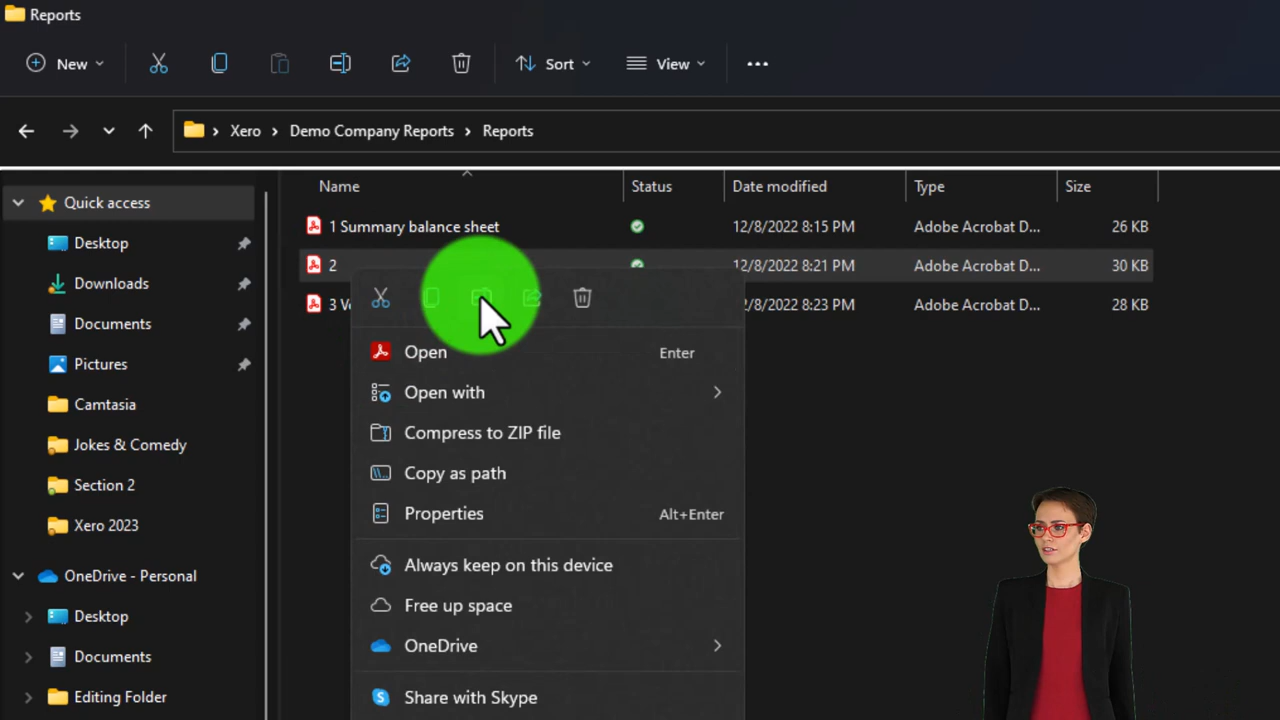 Reports
New Sort View
Xero Demo Company Reports Reports
Name Status Date modified Type Size
Quick access
1 Summary balance sheet 12/8/2022 8:15 PM Adobe Acrobat D... 26 KB
Desktop
2 12/8/2022 8:21 PM Adobe Acrobat D... 30 KB
Downloads
3 /8/2022 8:23 PM Adobe Acrobat D... 28 KB
Documents
Pictures
Camtasia
Jokes & Comedy
Section 2
Xero 2023
OneDrive - Personal
Desktop
Documents
Editing Folder
Open Enter
Open with
Compress to ZIP file
Copy as path
Properties Alt+Enter
Always keep on this device
Free up space
OneDrive
Share with Skype